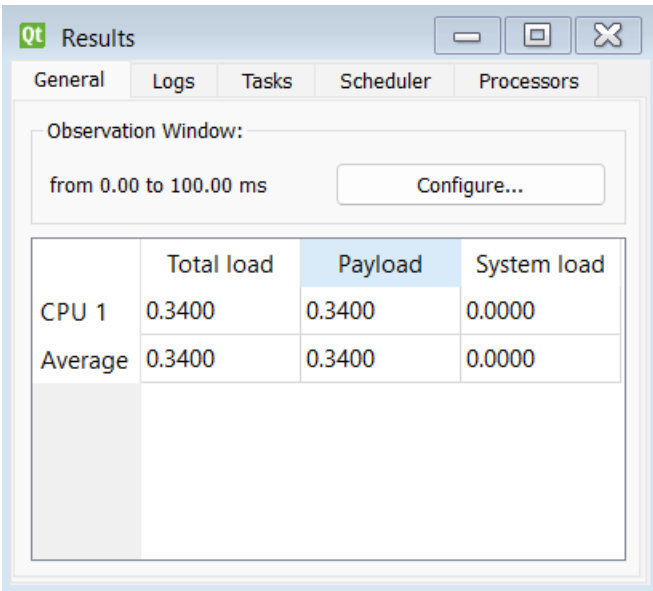 Qt Results
General Logs Tasks Scheduler Processors
Observation Window:
from 0.00 to 100.00 ms Configure...
Total load Payload System load
CPU 1 0.3400 0.3400 0.0000
Average 0.3400 0.3400 0.0000